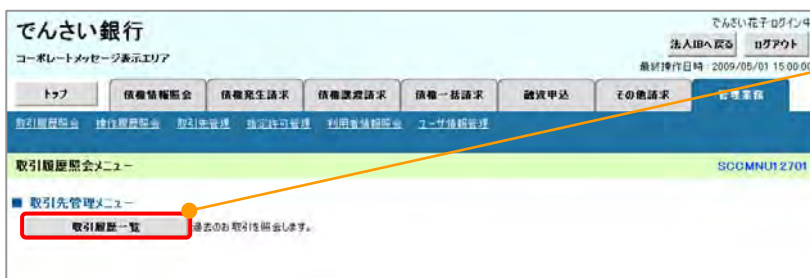 でんさい銀行
でんさい花子 ログイン中
法人IBへ戻る ログアウト
コーポレートメッセージ表示エリア
最終操作日時:2009/05/01 15:00:00
トップ 債権情報照会 債権発生請求 債権譲渡請求 債権一括請求 融資申込 その他請求 管理業務
取引履歴照会 操作履歴照会 取引先管理 指定許可管理 利用者情報照会 ユーザ情報管理
取引履歴照会メニュー SCCMNU12701
■ 取引先管理メニュー
取引履歴一覧 過去のお取引を照会します。